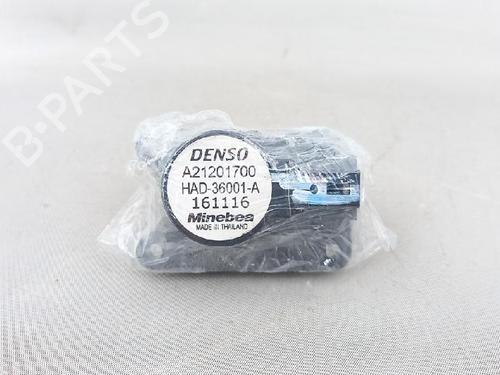 B-PARTS
DENSO
A21201700
HAD-36001-A
161116
Minebea
MADE IN THAILAND